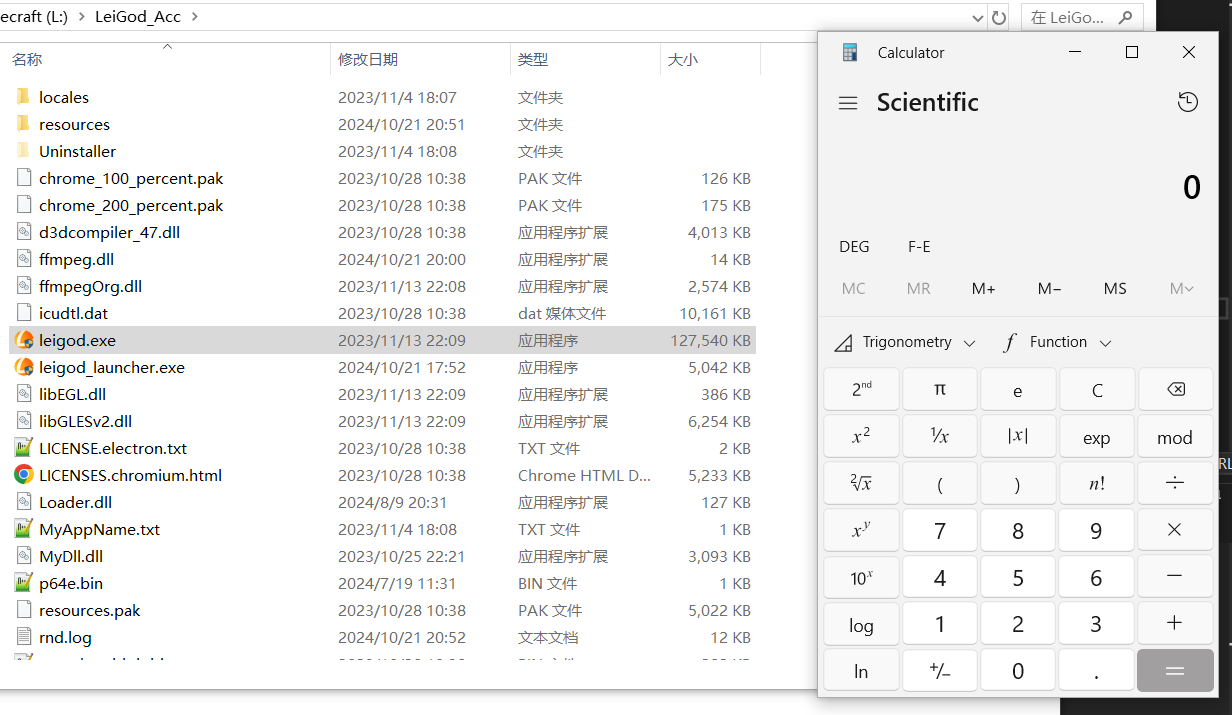 ecraft (L:) > LeiGod_Acc >
在 LeiGo...
名称 修改日期 类型 大小
locales 2023/11/4 18:07 文件夹
resources 2024/10/21 20:51 文件夹
Uninstaller 2023/11/4 18:08 文件夹
chrome_100_percent.pak 2023/10/28 10:38 PAK 文件 126 KB
chrome_200_percent.pak 2023/10/28 10:38 PAK 文件 175 KB
d3dcompiler_47.dll 2023/10/28 10:38 应用程序扩展 4,013 KB
ffmpeg.dll 2024/10/21 20:00 应用程序扩展 14 KB
ffmpegOrg.dll 2023/11/13 22:08 应用程序扩展 2,574 KB
icudtl.dat 2023/10/28 10:38 dat 媒体文件 10,161 KB
leigod.exe 2023/11/13 22:09 应用程序 127,540 KB
leigod_launcher.exe 2024/10/21 17:52 应用程序 5,042 KB
libEGL.dll 2023/11/13 22:09 应用程序扩展 386 KB
libGLESv2.dll 2023/11/13 22:09 应用程序扩展 6,254 KB
LICENSE.electron.txt 2023/10/28 10:38 TXT 文件 2 KB
LICENSES.chromium.html 2023/10/28 10:38 Chrome HTML D... 5,233 KB
Loader.dll 2024/8/9 20:31 应用程序扩展 127 KB
MyAppName.txt 2023/11/4 18:08 TXT 文件 1 KB
MyDll.dll 2023/10/25 22:21 应用程序扩展 3,093 KB
p64e.bin 2024/7/19 11:31 BIN 文件 1 KB
resources.pak 2023/10/28 10:38 PAK 文件 5,022 KB
rnd.log 2024/10/21 20:52 文本文档 12 KB
Calculator
Scientific
0
DEG F-E
MC MR M+ M− MS M
Trigonometry f Function
2nd π e C
x² ¹/x |x| exp mod
²√x ( ) n! ÷
xʸ 7 8 9 ×
10ˣ 4 5 6 −
log 1 2 3 +
ln +/− 0 . =
RL